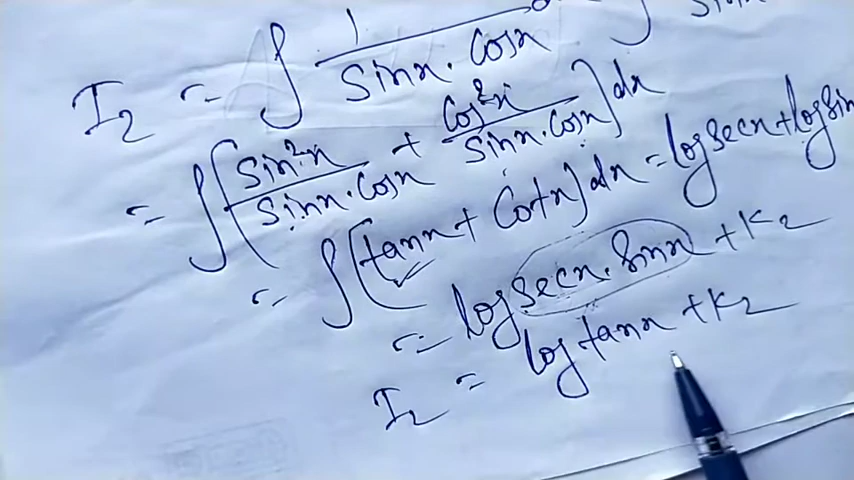 I₂ = ∫ 1/(sinx. cosx)
= ∫ [sin²x/(sinx.cosx) + cos²x/(sinx.cosx)] dx
= ∫ (tanx + cotx) dx = log secx + log sin
= log secx. sinx + K₂
I₂ = log tanx + K₂